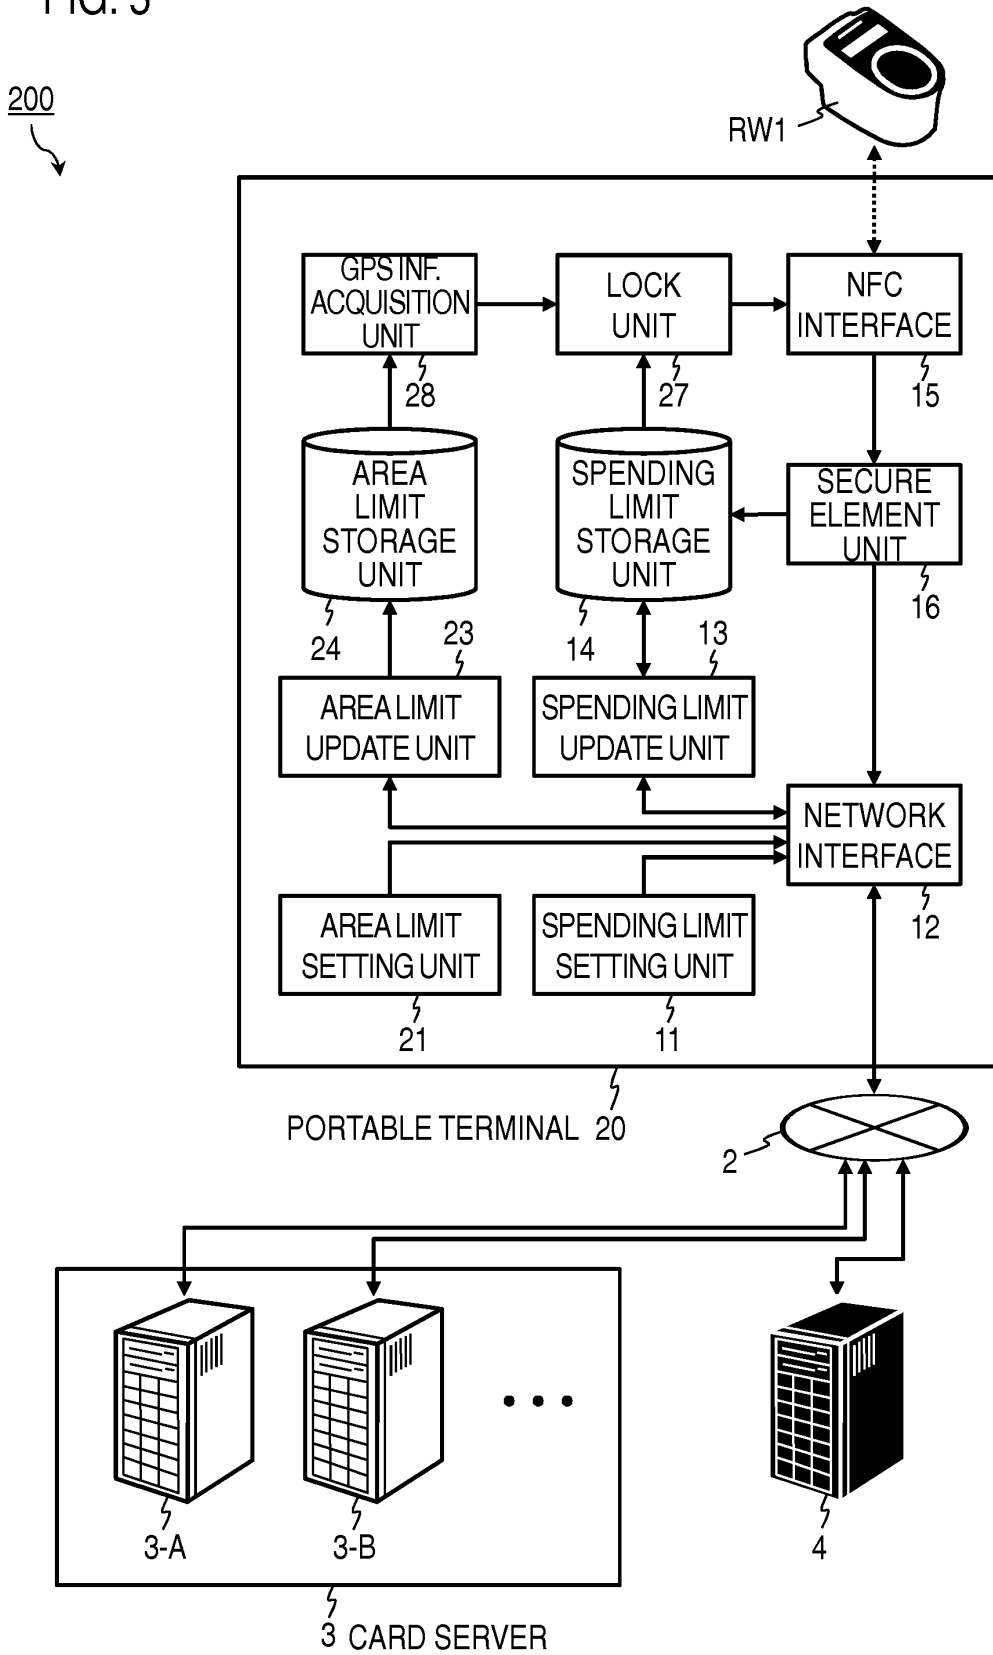 FIG. 3
200
RW1
GPS INF.
ACQUISITION
UNIT
28
LOCK
UNIT
27
NFC
INTERFACE
15
AREA
LIMIT
STORAGE
UNIT
24
SPENDING
LIMIT
STORAGE
UNIT
14
SECURE
ELEMENT
UNIT
16
23
AREA LIMIT
UPDATE UNIT
13
SPENDING LIMIT
UPDATE UNIT
NETWORK
INTERFACE
12
AREA LIMIT
SETTING UNIT
21
SPENDING LIMIT
SETTING UNIT
11
PORTABLE TERMINAL 20
2
3-A
3-B
4
3 CARD SERVER